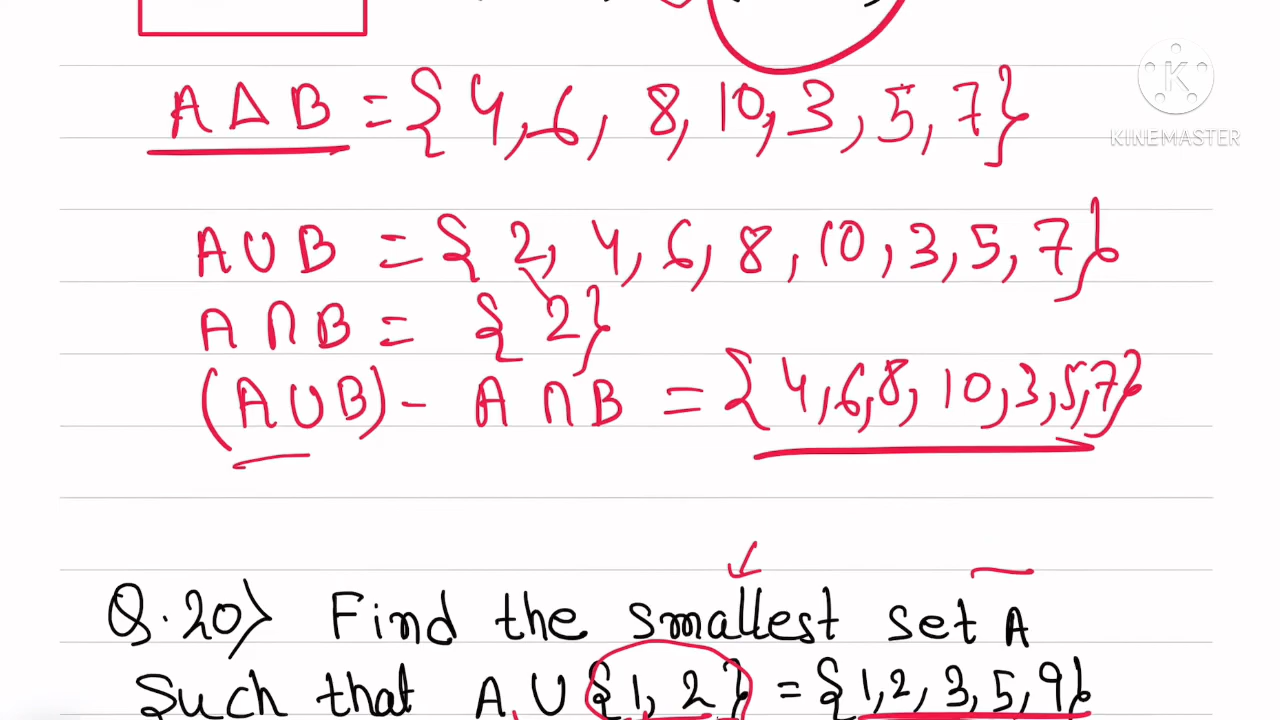 A Δ B = {4, 6, 8, 10, 3, 5, 7}
K
KINEMASTER
A ∪ B = {2, 4, 6, 8, 10, 3, 5, 7}
A ∩ B = {2}
(A ∪ B) - A ∩ B = {4, 6, 8, 10, 3, 5, 7}
Q.20> Find the smallest set A
Such that A ∪ {1, 2} = {1, 2, 3, 5, 9}